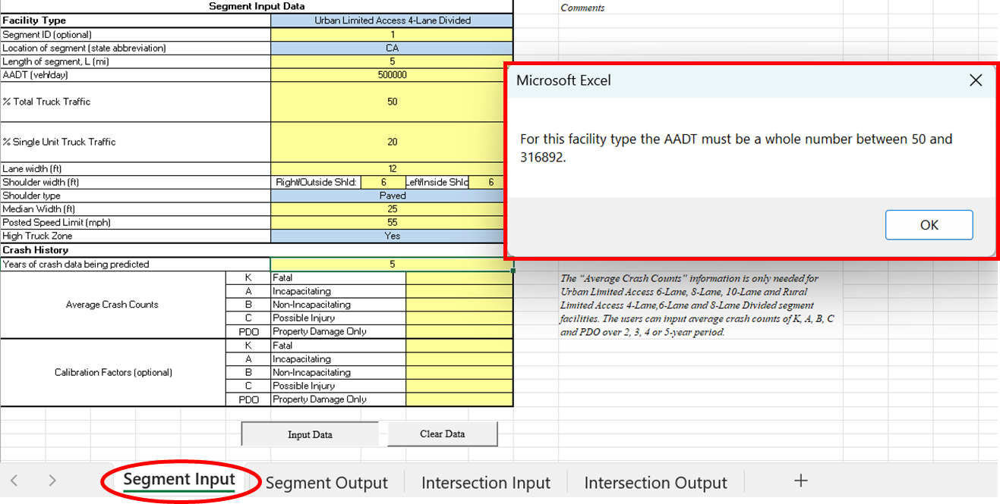 Segment Input Data
Comments
Facility Type Urban Limited Access 4-Lane Divided
Segment ID (optional) 1
Location of segment (state abbreviation) CA
Length of segment, L (mi) 5
AADT (veh/day) 500000
% Total Truck Traffic 50
% Single Unit Truck Traffic 20
Lane width (ft) 12
Shoulder width (ft) Right/Outside Shld: 6 Left/Inside Shld 6
Shoulder type Paved
Median Width (ft) 25
Posted Speed Limit (mph) 55
High Truck Zone Yes
Microsoft Excel
For this facility type the AADT must be a whole number between 50 and
316892.
OK
Crash History
Years of crash data being predicted 5
Average Crash Counts
K Fatal
A Incapacitating
B Non-Incapacitating
C Possible Injury
PDO Property Damage Only
The “Average Crash Counts” information is only needed for
Urban Limited Access 6-Lane, 8-Lane, 10-Lane and Rural
Limited Access 4-Lane,6-Lane and 8-Lane Divided segment
facilities. The users can input average crash counts of K, A, B, C
and PDO over 2, 3, 4 or 5-year period.
Calibration Factors (optional)
K Fatal
A Incapacitating
B Non-Incapacitating
C Possible Injury
PDO Property Damage Only
Input Data Clear Data
Segment Input Segment Output Intersection Input Intersection Output